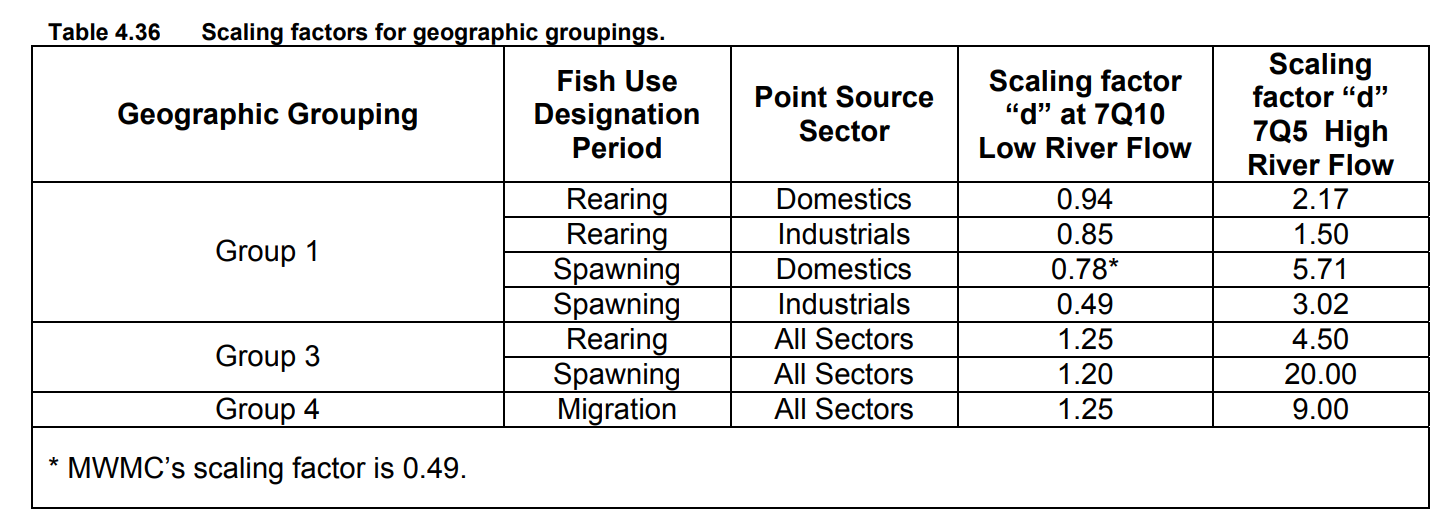 Table 4.36 Scaling factors for geographic groupings.
Geographic Grouping
Fish Use
Designation
Period
Point Source
Sector
Scaling factor
“d” at 7Q10
Low River Flow
Scaling
factor “d”
7Q5 High
River Flow
Group 1
Rearing Domestics 0.94 2.17
Rearing Industrials 0.85 1.50
Spawning Domestics 0.78* 5.71
Spawning Industrials 0.49 3.02
Group 3
Rearing All Sectors 1.25 4.50
Spawning All Sectors 1.20 20.00
Group 4 Migration All Sectors 1.25 9.00
* MWMC’s scaling factor is 0.49.